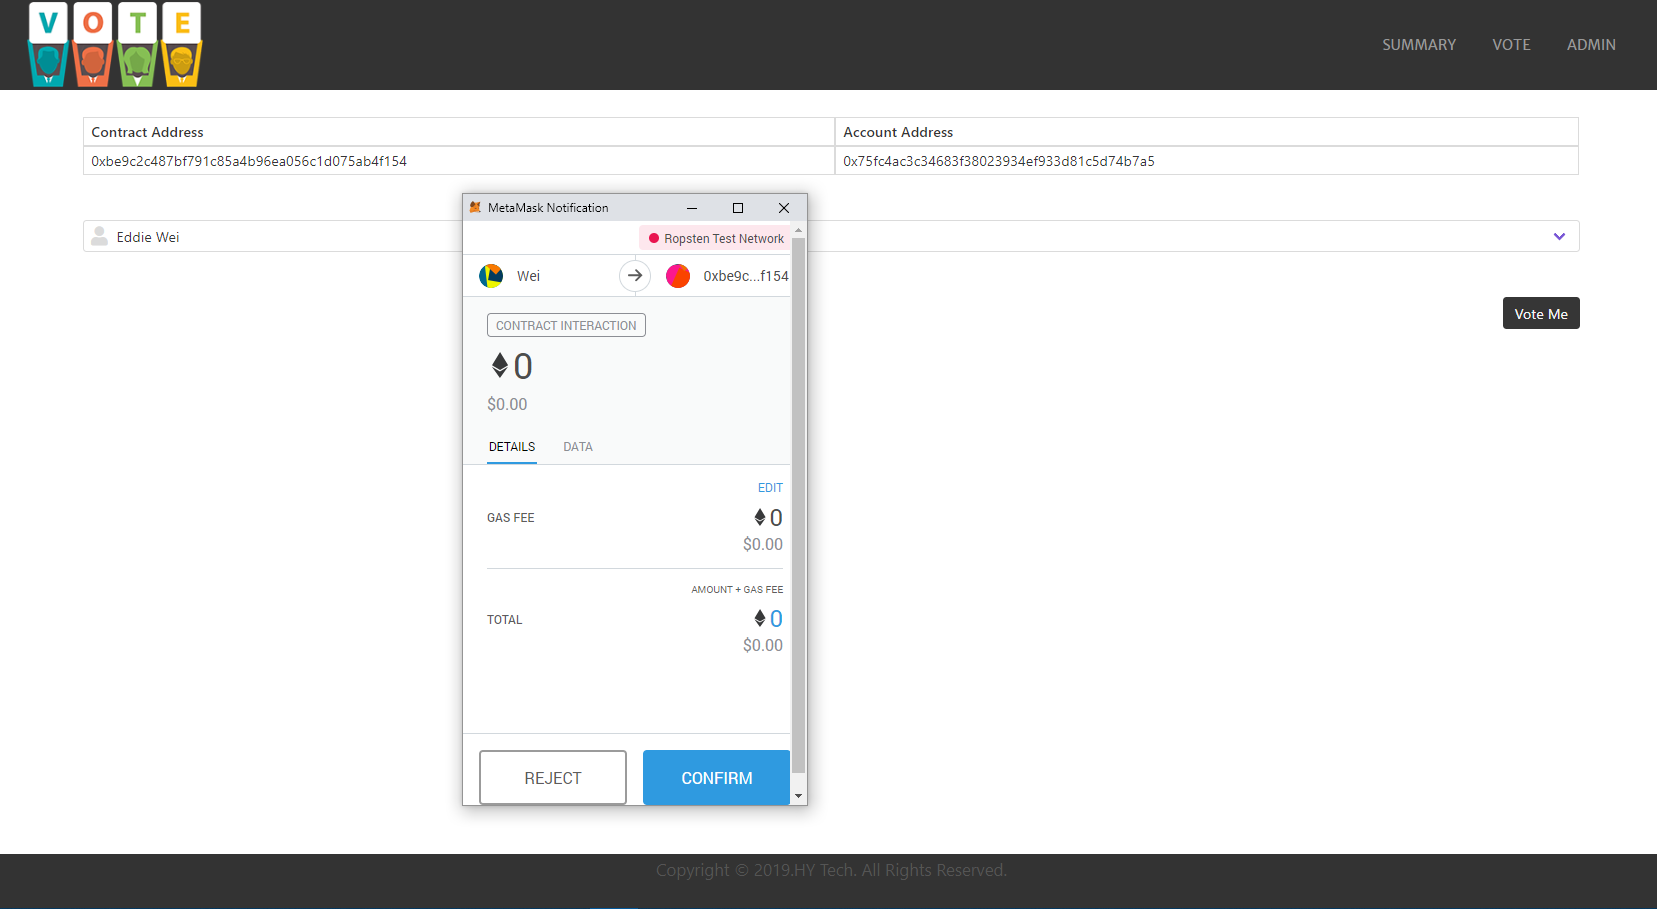 VOTE
SUMMARY VOTE ADMIN
Contract Address Account Address
0xbe9c2c487bf791c85a4b96ea056c1d075ab4f154 0x75fc4ac3c34683f38023934ef933d81c5d74b7a5
MetaMask Notification
Ropsten Test Network
Eddie Wei
Wei 0xbe9c...f154
Vote Me
CONTRACT INTERACTION
0
$0.00
DETAILS DATA
EDIT
GAS FEE 0
$0.00
AMOUNT + GAS FEE
TOTAL 0
$0.00
REJECT CONFIRM
Copyright © 2019.HY Tech. All Rights Reserved.